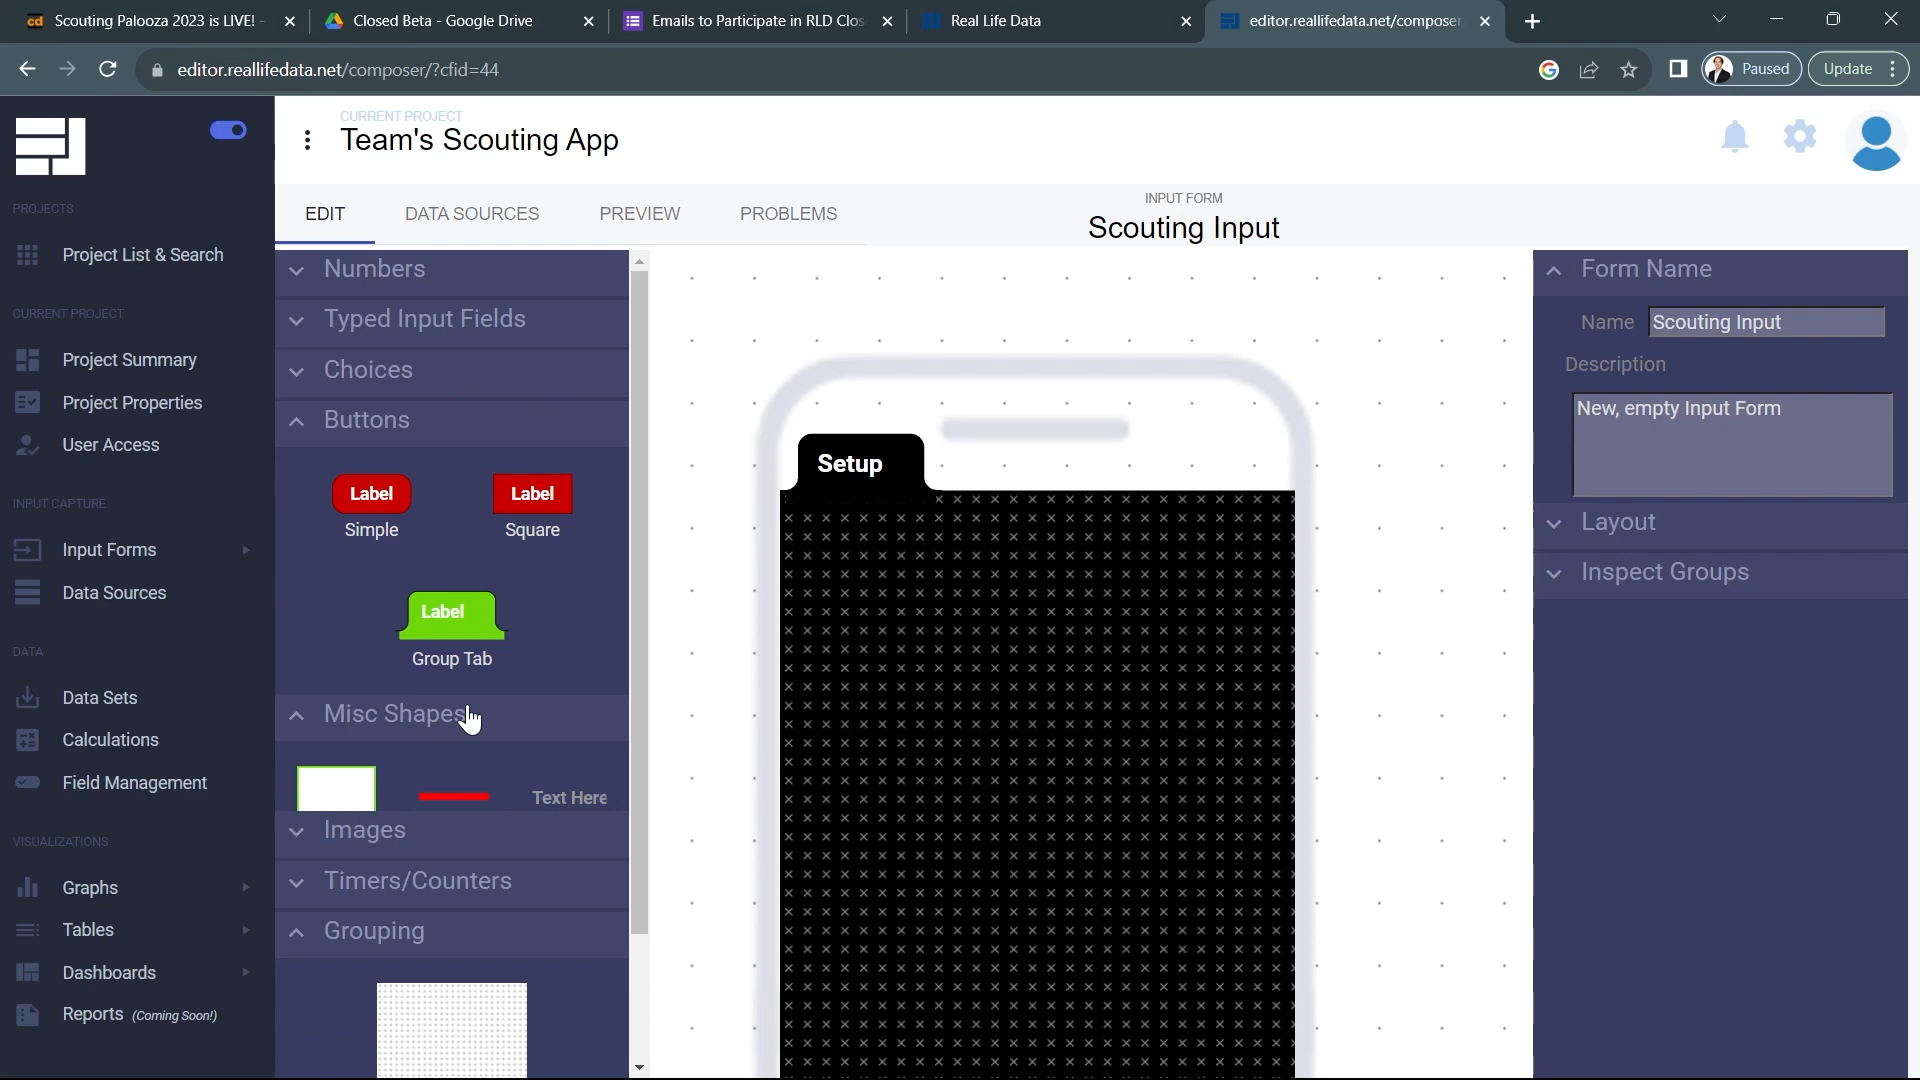 Scouting Palooza 2023 is LIVE! -
Closed Beta - Google Drive
Emails to Participate in RLD Clos
Real Life Data
editor.reallifedata.net/composer
editor.reallifedata.net/composer/?cfid=44
Paused
Update
CURRENT PROJECT
Team's Scouting App
EDIT
DATA SOURCES
PREVIEW
PROBLEMS
INPUT FORM
Scouting Input
PROJECTS
Project List & Search
CURRENT PROJECT
Project Summary
Project Properties
User Access
INPUT CAPTURE
Input Forms
Data Sources
DATA
Data Sets
Calculations
Field Management
VISUALIZATIONS
Graphs
Tables
Dashboards
Reports (Coming Soon!)
Numbers
Typed Input Fields
Choices
Buttons
Label
Simple
Label
Square
Label
Group Tab
Misc Shapes
Text Here
Images
Timers/Counters
Grouping
Setup
Form Name
Name Scouting Input
Description
New, empty Input Form
Layout
Inspect Groups